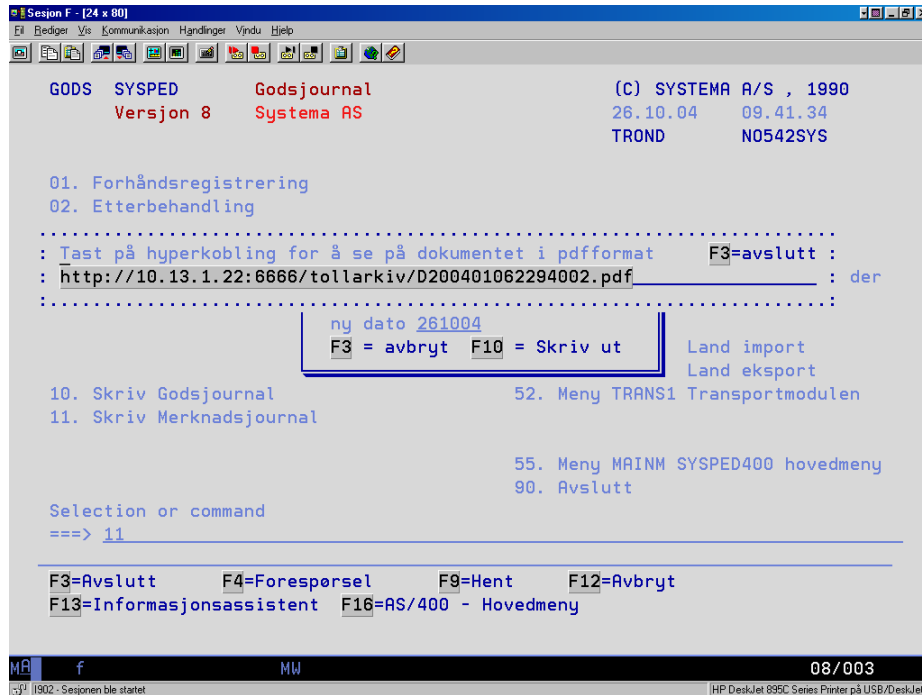 Sesjon F - [24 x 80]
Fil Rediger Vis Kommunikasjon Handlinger Vindu Hjelp
GODS SYSPED Godsjournal (C) SYSTEMA A/S , 1990
Versjon 8 Systema AS 26.10.04 09.41.34
TROND NO542SYS
01. Forhåndsregistrering
02. Etterbehandling
: Tast på hyperkobling for å se på dokumentet i pdfformat F3=avslutt :
: http://10.13.1.22:6666/tollarkiv/D200401062294002.pdf : der
ny dato 261004
F3 = avbryt F10 = Skriv ut Land import
Land eksport
10. Skriv Godsjournal 52. Meny TRANS1 Transportmodulen
11. Skriv Merknadsjournal
55. Meny MAINM SYSPED400 hovedmeny
90. Avslutt
Selection or command
===> 11
F3=Avslutt F4=Forespørsel F9=Hent F12=Avbryt
F13=Informasjonsassistent F16=AS/400 - Hovedmeny
MA f MW 08/003
I902 - Sesjonen ble startet HP DeskJet 895C Series Printer på USB/DeskJet